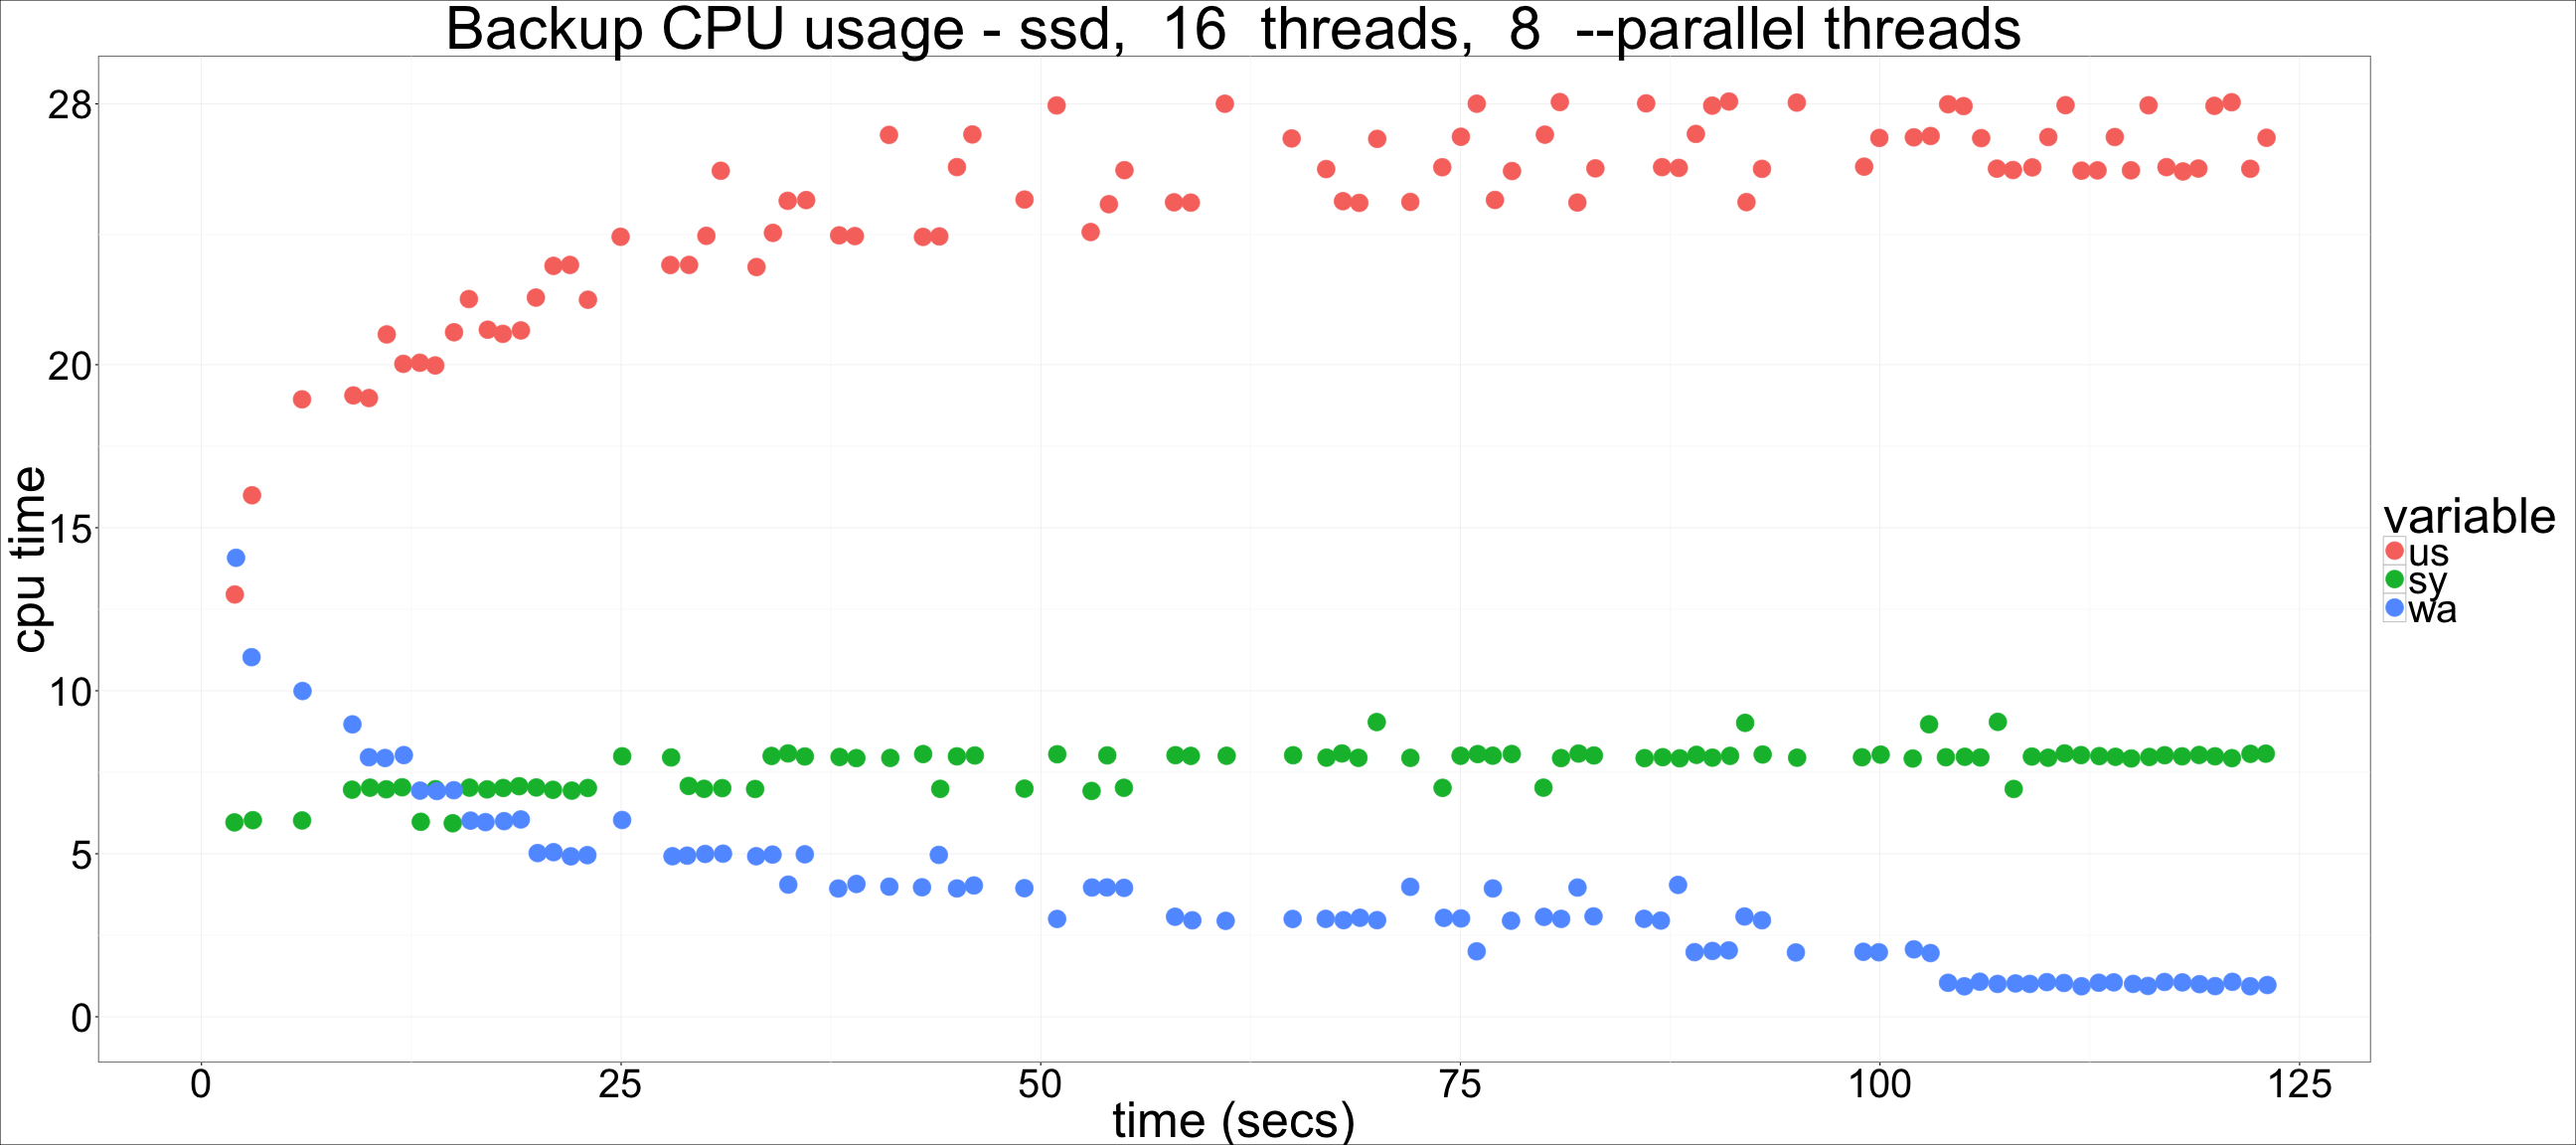 Backup CPU usage - ssd, 16 threads, 8 --parallel threads
28
20
15
10
5
0
cpu time
0 25 50 75 100 125
time (secs)
variable
us
sy
wa